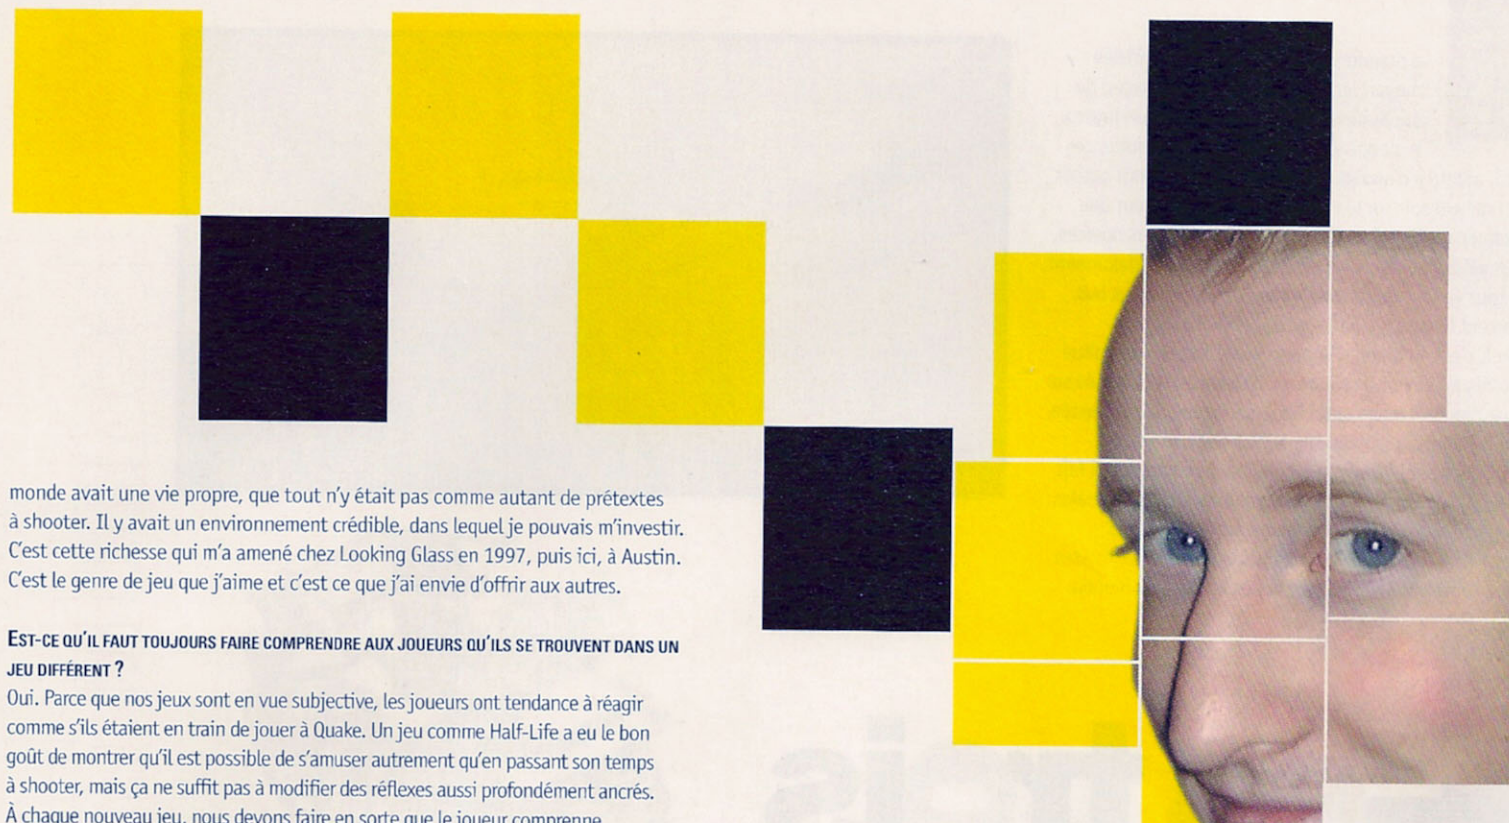 monde avait une vie propre, que tout n'y était pas comme autant de prétextes
à shooter. Il y avait un environnement crédible, dans lequel je pouvais m'investir.
C'est cette richesse qui m'a amené chez Looking Glass en 1997, puis ici, à Austin.
C'est le genre de jeu que j'aime et c'est ce que j'ai envie d'offrir aux autres.
EST-CE QU'IL FAUT TOUJOURS FAIRE COMPRENDRE AUX JOUEURS QU'ILS SE TROUVENT DANS UN
JEU DIFFÉRENT ?
Oui. Parce que nos jeux sont en vue subjective, les joueurs ont tendance à réagir
comme s'ils étaient en train de jouer à Quake. Un jeu comme Half-Life a eu le bon
goût de montrer qu'il est possible de s'amuser autrement qu'en passant son temps
à shooter, mais ça ne suffit pas à modifier des réflexes aussi profondément ancrés.
À chaque nouveau jeu, nous devons faire en sorte que le joueur comprenne